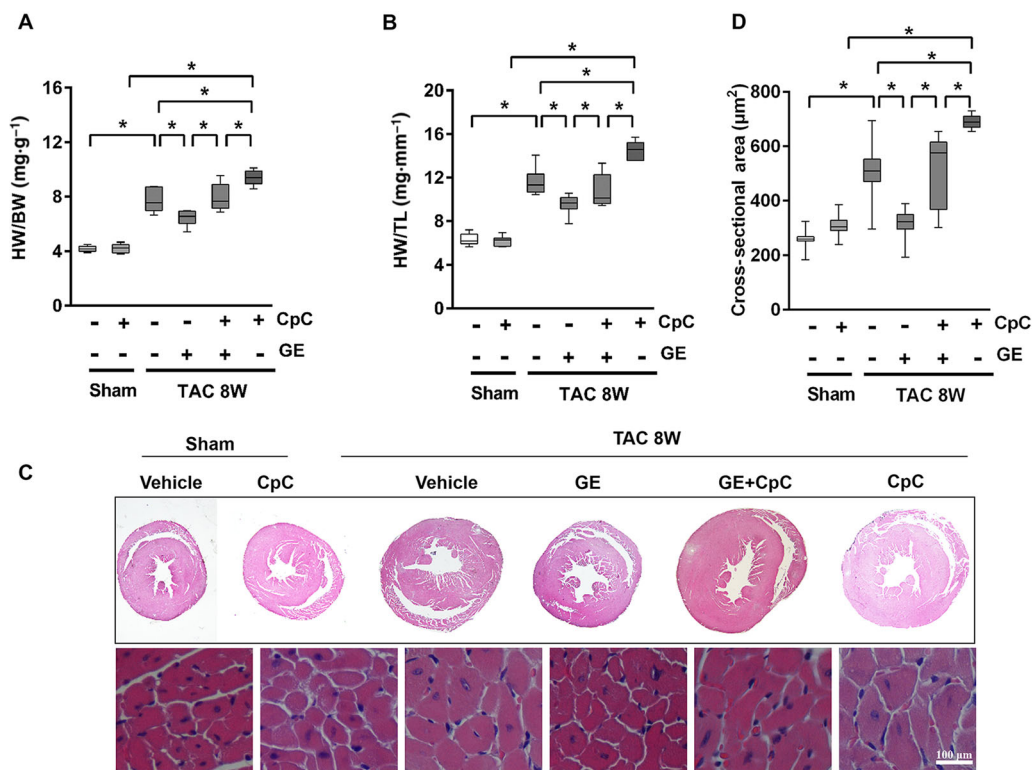 A
HW/BW (mg·g⁻¹)
16
12
8
4
0
* * * * * *
- + - - + + CpC
- - - + + - GE
Sham TAC 8W
B
HW/TL (mg·mm⁻¹)
20
16
12
8
4
0
* * * * * *
- + - - + + CpC
- - - + + - GE
Sham TAC 8W
D
Cross-sectional area (μm²)
800
600
400
200
0
* * * * * *
- + - - + + CpC
- - - + + - GE
Sham TAC 8W
C
Sham TAC 8W
Vehicle CpC Vehicle GE GE+CpC CpC
100 μm